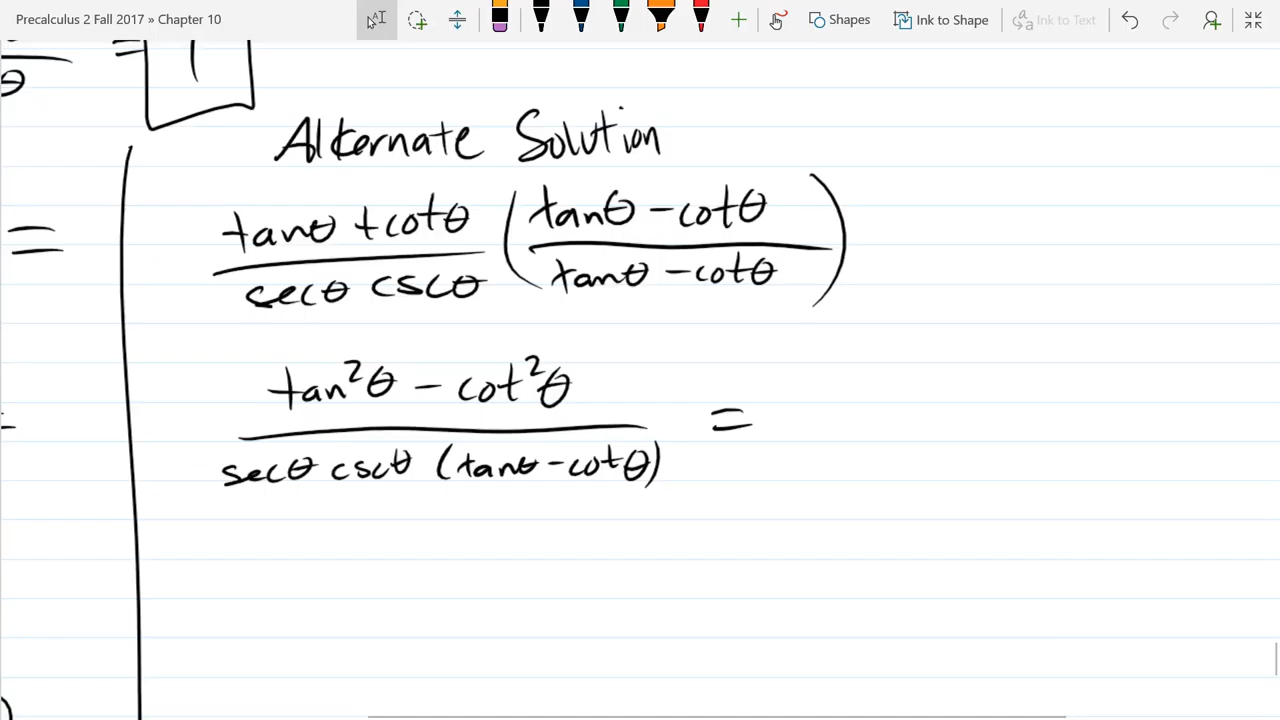 Precalculus 2 Fall 2017 » Chapter 10
Shapes
Ink to Shape
Ink to Text
θ = 1
Alternate Solution
= tanθ + cotθ / secθ cscθ ( tanθ - cotθ / tanθ - cotθ )
= tan²θ - cot²θ / secθ cscθ (tanθ - cotθ) =